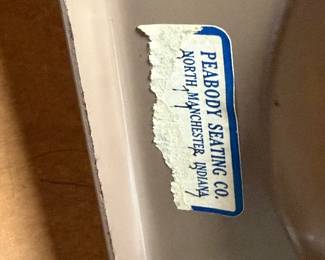 PEABODY SEATING CO.
NORTH MANCHESTER, INDIANA